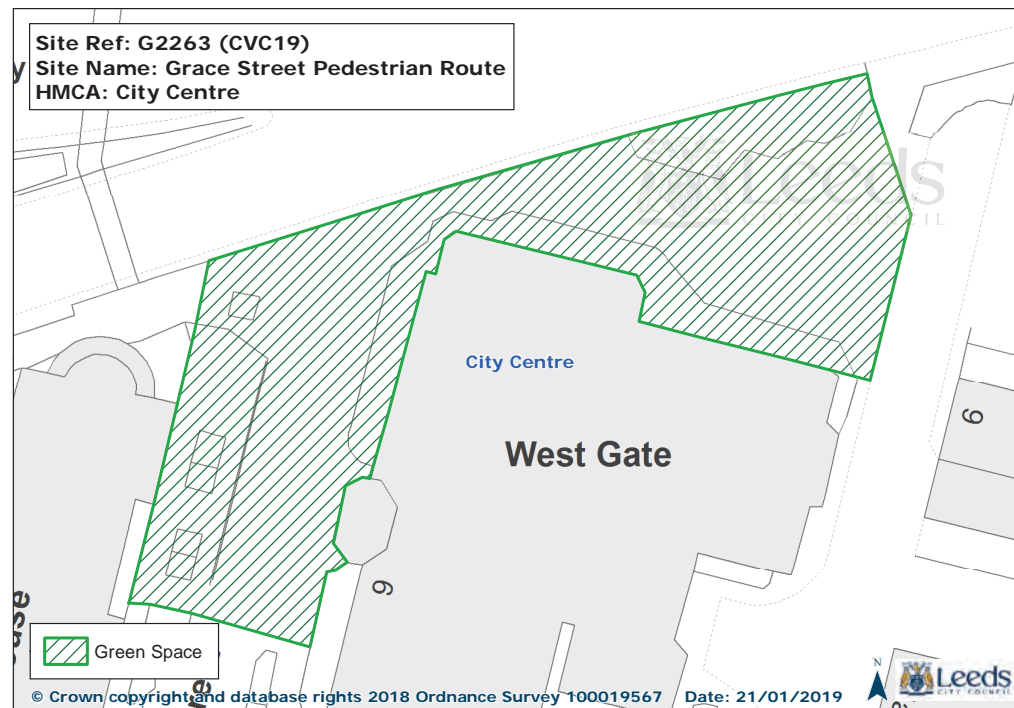 Site Ref: G2263 (CVC19)
Site Name: Grace Street Pedestrian Route
HMCA: City Centre
Leeds
CITY COUNCIL
City Centre
West Gate
6
9
Green Space
N
Leeds
CITY COUNCIL
© Crown copyright and database rights 2018 Ordnance Survey 100019567 Date: 21/01/2019